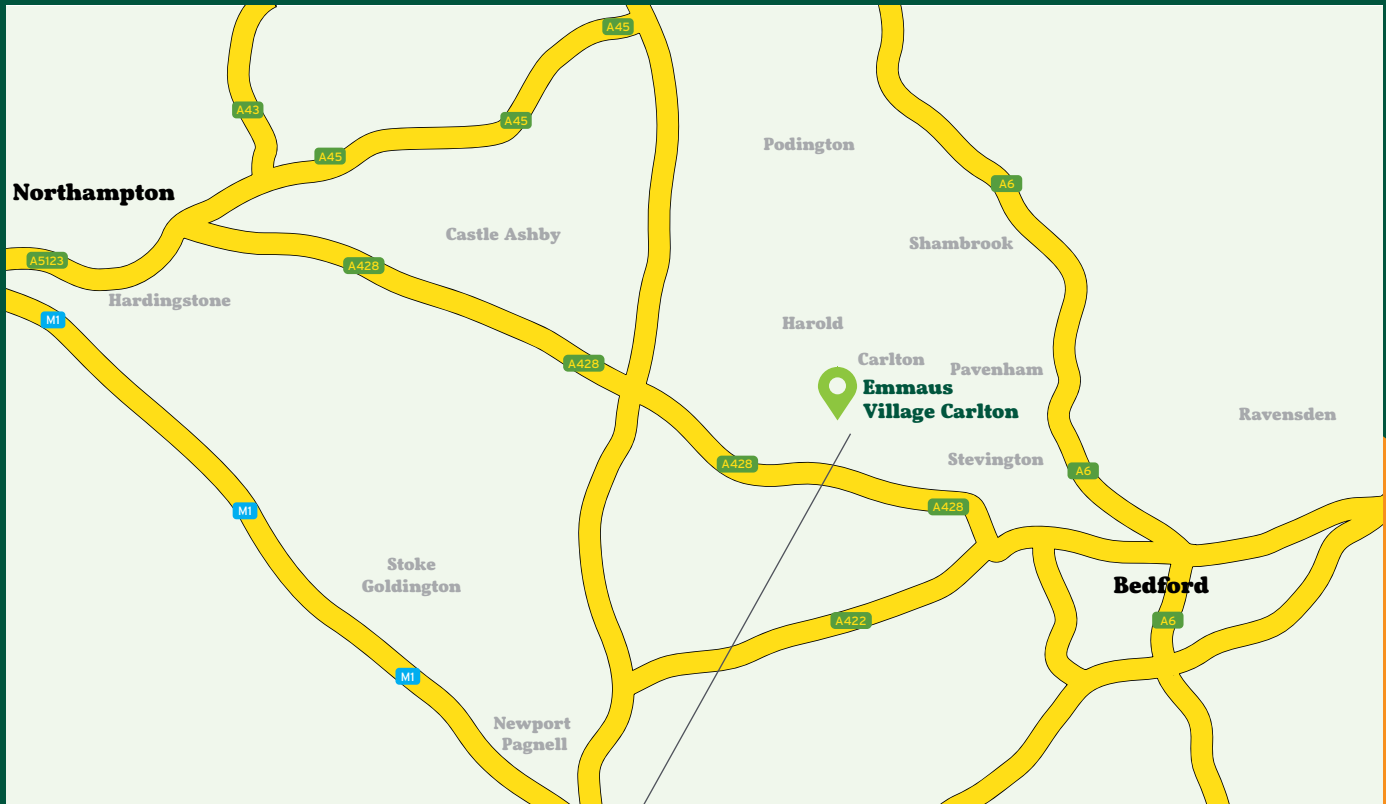 A45
A43
A45
Podington
A45
A6
Northampton
Castle Ashby
Shambrook
A5123
A428
Hardingstone
M1
Harold
Carlton
A428
Pavenham
Emmaus
Village Carlton
Ravensden
Stevington
A428
A6
A428
M1
Stoke
Goldington
Bedford
A422
A6
M1
Newport
Pagnell